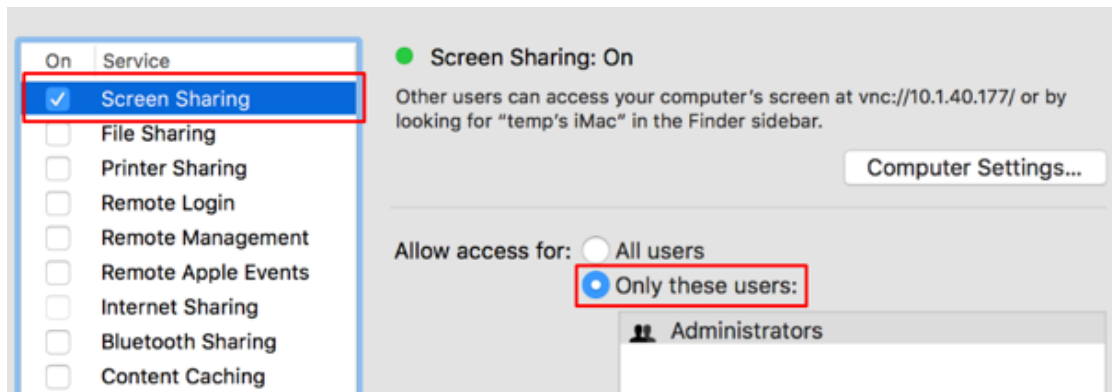 On Service
Screen Sharing
File Sharing
Printer Sharing
Remote Login
Remote Management
Remote Apple Events
Internet Sharing
Bluetooth Sharing
Content Caching
Screen Sharing: On
Other users can access your computer's screen at vnc://10.1.40.177/ or by
looking for “temp's iMac” in the Finder sidebar.
Computer Settings...
Allow access for: All users
Only these users:
Administrators